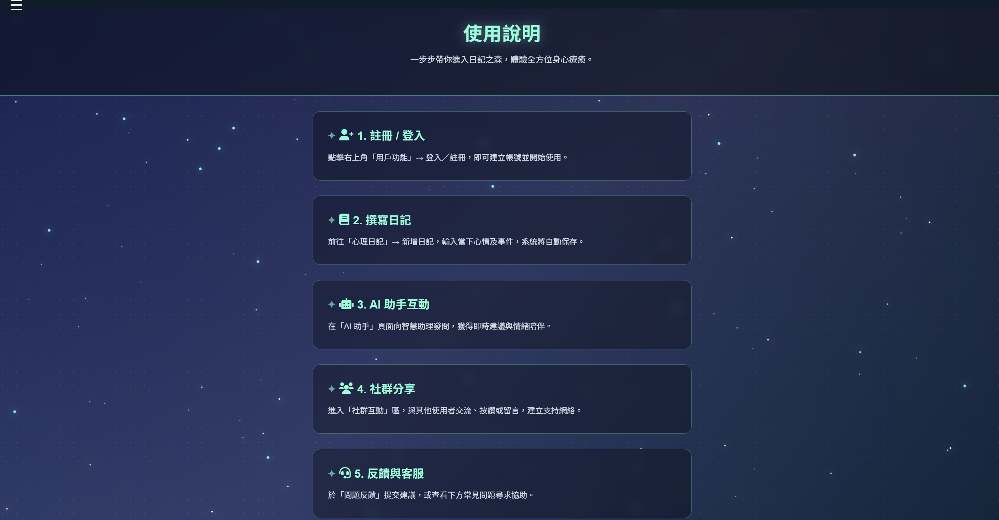 使用說明
一步步帶你進入日記之森，體驗全方位身心療癒。
1. 註冊 / 登入
點擊右上角「用戶功能」→ 登入／註冊，即可建立帳號並開始使用。
2. 撰寫日記
前往「心理日記」→ 新增日記，輸入當下心情及事件，系統將自動保存。
3. AI 助手互動
在「AI 助手」頁面向智慧助理發問，獲得即時建議與情緒陪伴。
4. 社群分享
進入「社群互動」區，與其他使用者交流、按讚或留言，建立支持網絡。
5. 反饋與客服
於「問題反饋」提交建議，或查看下方常見問題尋求協助。